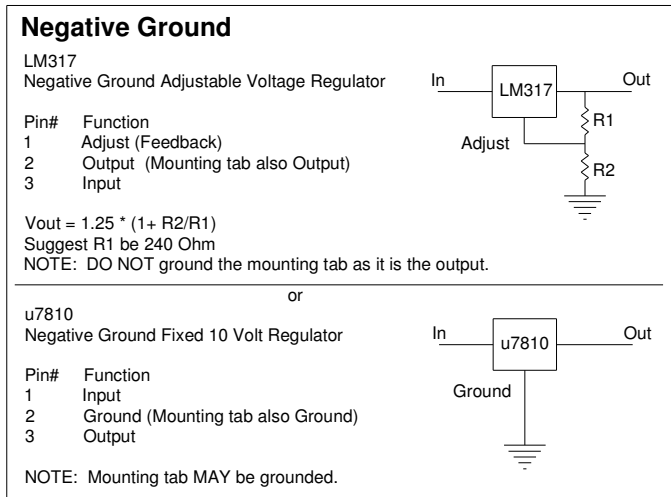 Negative Ground
LM317
Negative Ground Adjustable Voltage Regulator
Pin# Function
1 Adjust (Feedback)
2 Output (Mounting tab also Output)
3 Input
Vout = 1.25 * (1+ R2/R1)
Suggest R1 be 240 Ohm
NOTE: DO NOT ground the mounting tab as it is the output.
In
LM317
Out
R1
Adjust
R2
or
u7810
Negative Ground Fixed 10 Volt Regulator
Pin# Function
1 Input
2 Ground (Mounting tab also Ground)
3 Output
NOTE: Mounting tab MAY be grounded.
In
u7810
Out
Ground